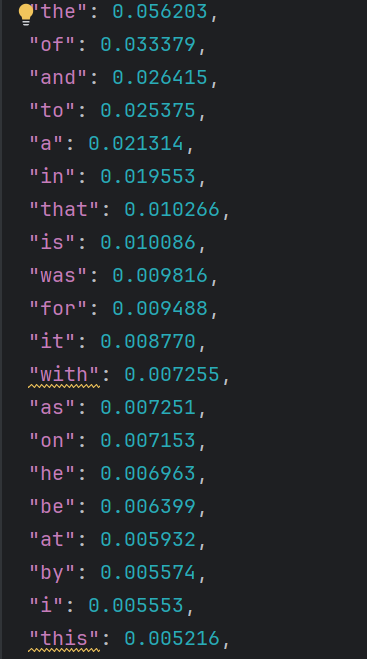 "the": 0.056203,
"of": 0.033379,
"and": 0.026415,
"to": 0.025375,
"a": 0.021314,
"in": 0.019553,
"that": 0.010266,
"is": 0.010086,
"was": 0.009816,
"for": 0.009488,
"it": 0.008770,
"with": 0.007255,
"as": 0.007251,
"on": 0.007153,
"he": 0.006963,
"be": 0.006399,
"at": 0.005932,
"by": 0.005574,
"i": 0.005553,
"this": 0.005216,